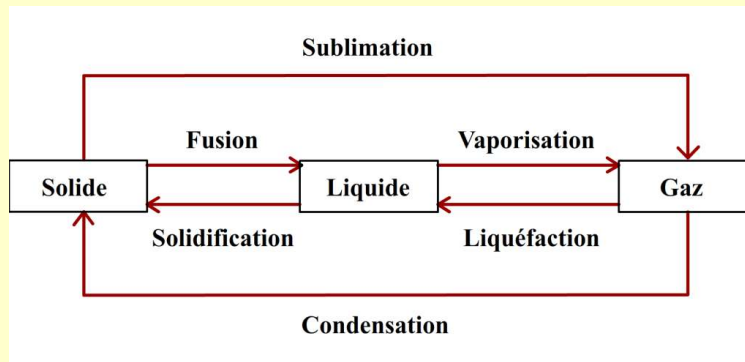 Sublimation
Fusion
Vaporisation
Solide
Liquide
Gaz
Solidification
Liquéfaction
Condensation